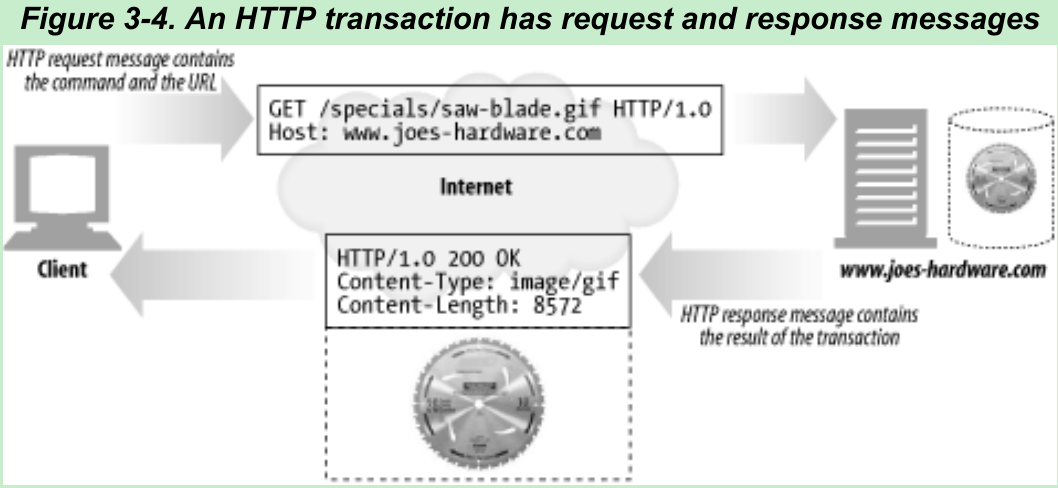 Figure 3-4. An HTTP transaction has request and response messages
HTTP request message contains
the command and the URL
GET /specials/saw-blade.gif HTTP/1.0
Host: www.joes-hardware.com
Internet
Client
www.joes-hardware.com
HTTP/1.0 200 OK
Content-Type: image/gif
Content-Length: 8572
HTTP response message contains
the result of the transaction